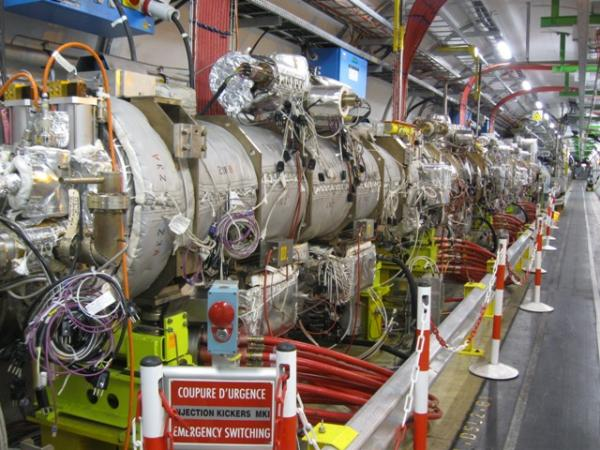 COUPURE D'URGENCE
INJECTION KICKERS MKI
EMERGENCY SWITCHING